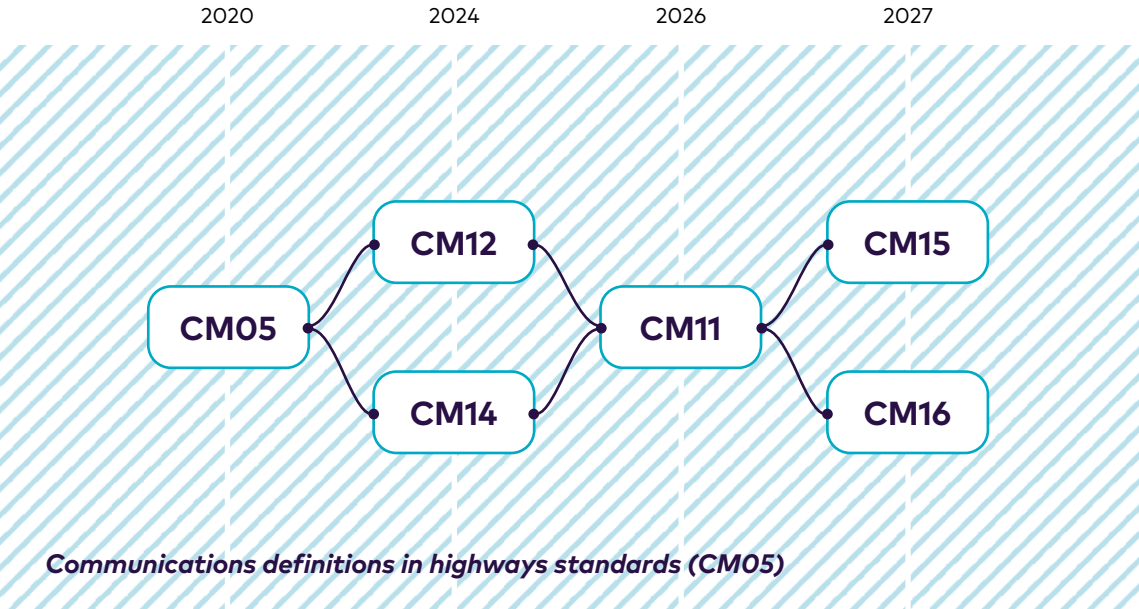 2020 2024 2026 2027
CM12 CM15
CM05 CM11
CM14 CM16
Communications definitions in highways standards (CM05)